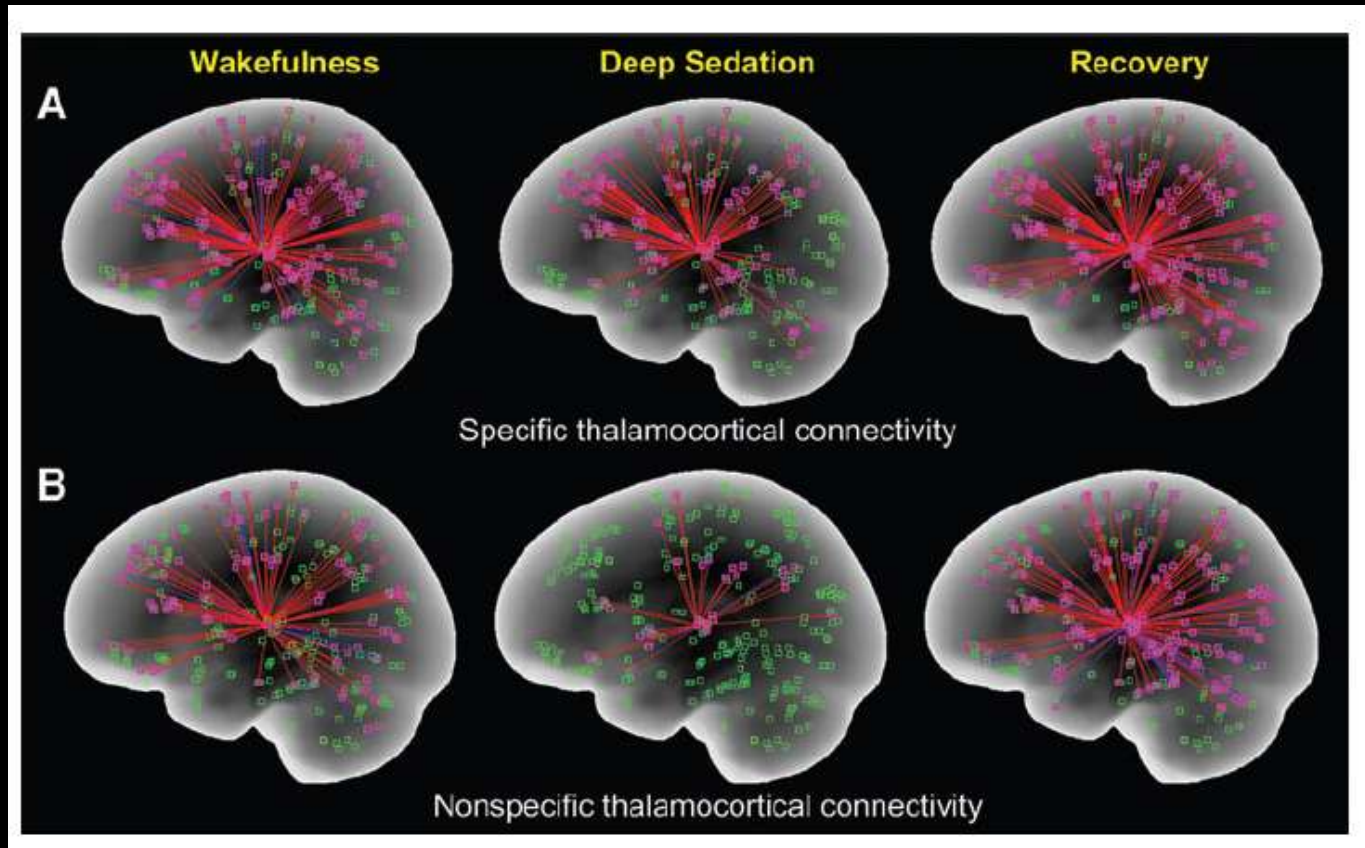 Wakefulness Deep Sedation Recovery
A
Specific thalamocortical connectivity
B
Nonspecific thalamocortical connectivity